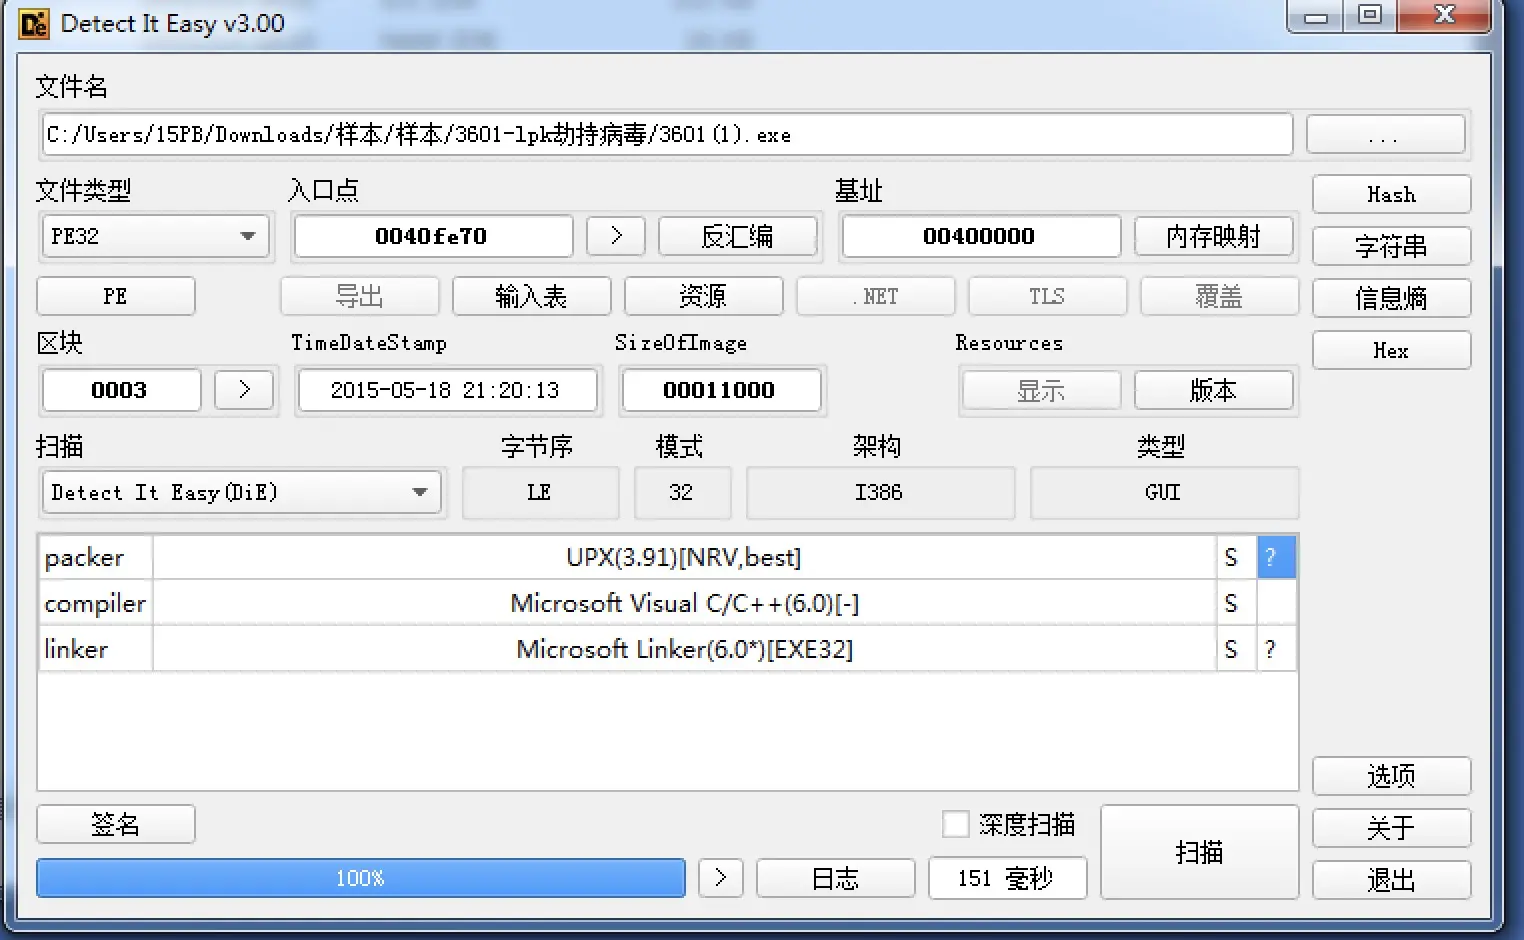 Detect It Easy v3.00
文件名
C:/Users/15PB/Downloads/样本/样本/3601-lpk劫持病毒/3601(1).exe
...
文件类型 入口点 基址
Hash
PE32 0040fe70 > 反汇编 00400000 内存映射
字符串
PE 导出 输入表 资源 .NET TLS 覆盖
信息熵
区块 TimeDateStamp SizeOfImage Resources
Hex
0003 > 2015-05-18 21:20:13 00011000 显示 版本
扫描 字节序 模式 架构 类型
Detect It Easy(DiE) LE 32 I386 GUI
packer UPX(3.91)[NRV,best] S ?
compiler Microsoft Visual C/C++(6.0)[-] S
linker Microsoft Linker(6.0*)[EXE32] S ?
选项
签名 深度扫描 扫描
关于
100% > 日志 151 毫秒
退出